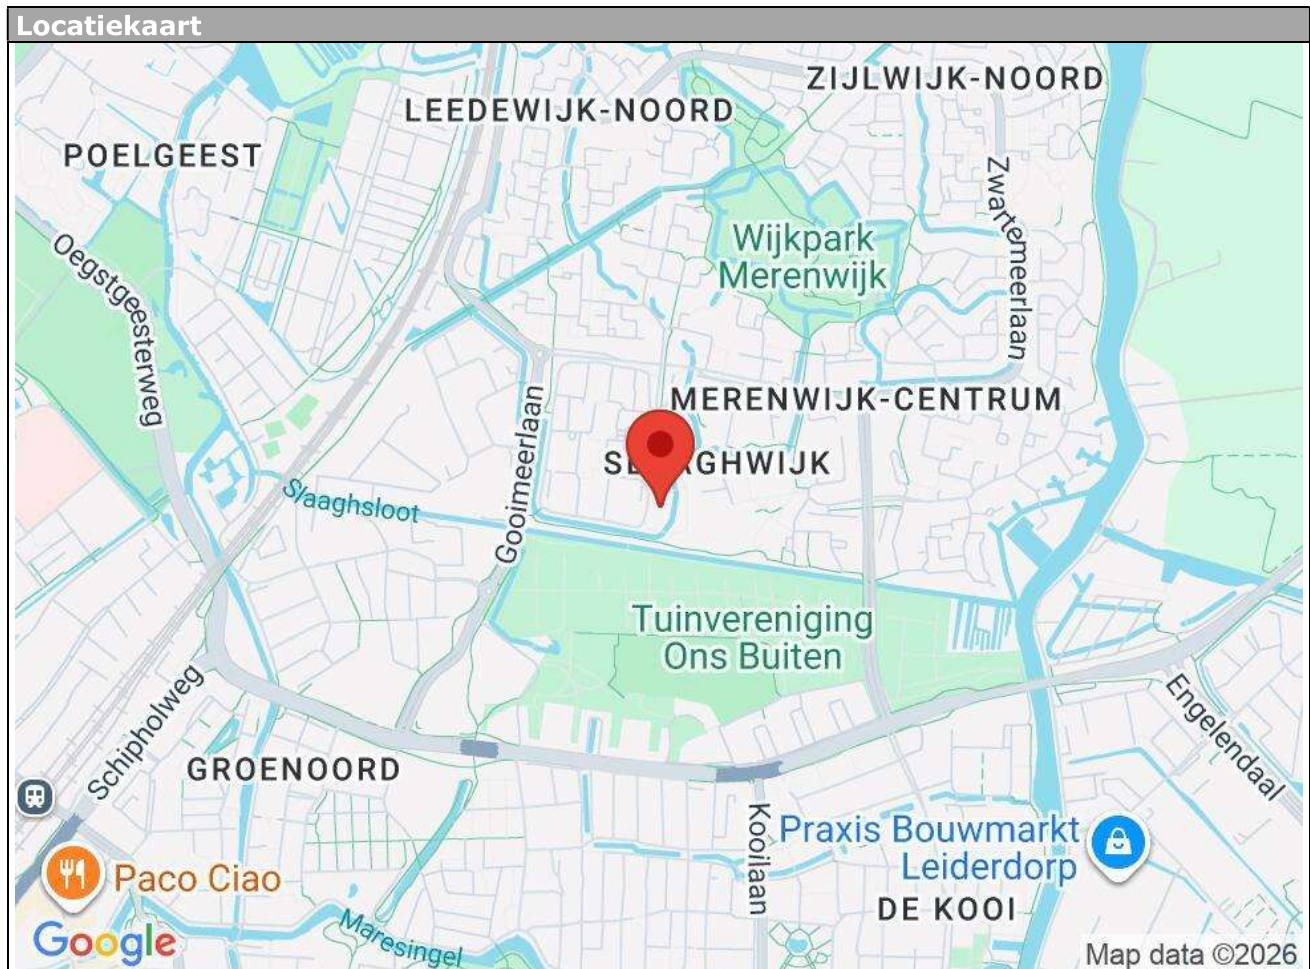 Locatiekaart
ZIJLWIJK-NOORD
LEEDEWIJK-NOORD
POELGEEST
Zwartemeerlaan
Wijkpark
Merenwijk
Oegstgeesterweg
MERENWIJK-CENTRUM
Gooimeerlaan
Slaaghsloot
Tuinvereniging
Ons Buiten
Schipholweg
Engelendaal
GROENOORD
Kooilaan
Praxis Bouwmarkt
Leiderdorp
Paco Ciao
DE KOOI
Maresingel
Google
Map data ©2026